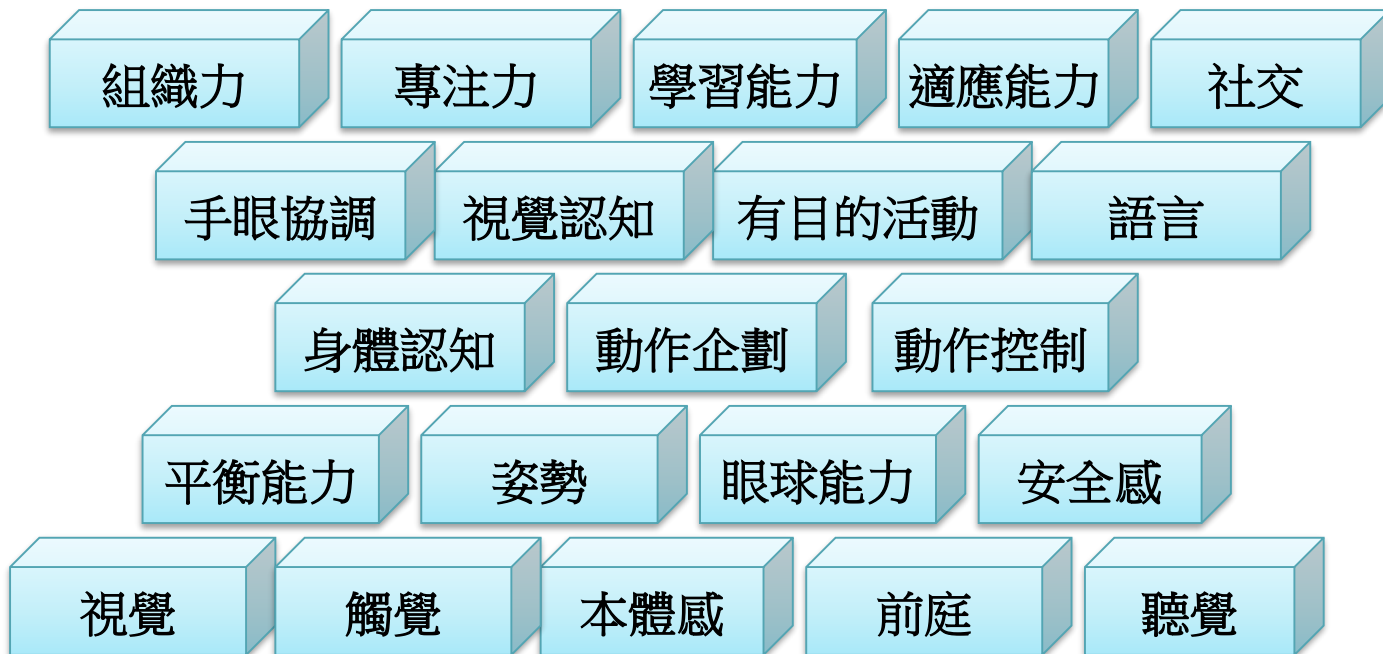 組織力 專注力 學習能力 適應能力 社交
手眼協調 視覺認知 有目的活動 語言
身體認知 動作企劃 動作控制
平衡能力 姿勢 眼球能力 安全感
視覺 觸覺 本體感 前庭 聽覺